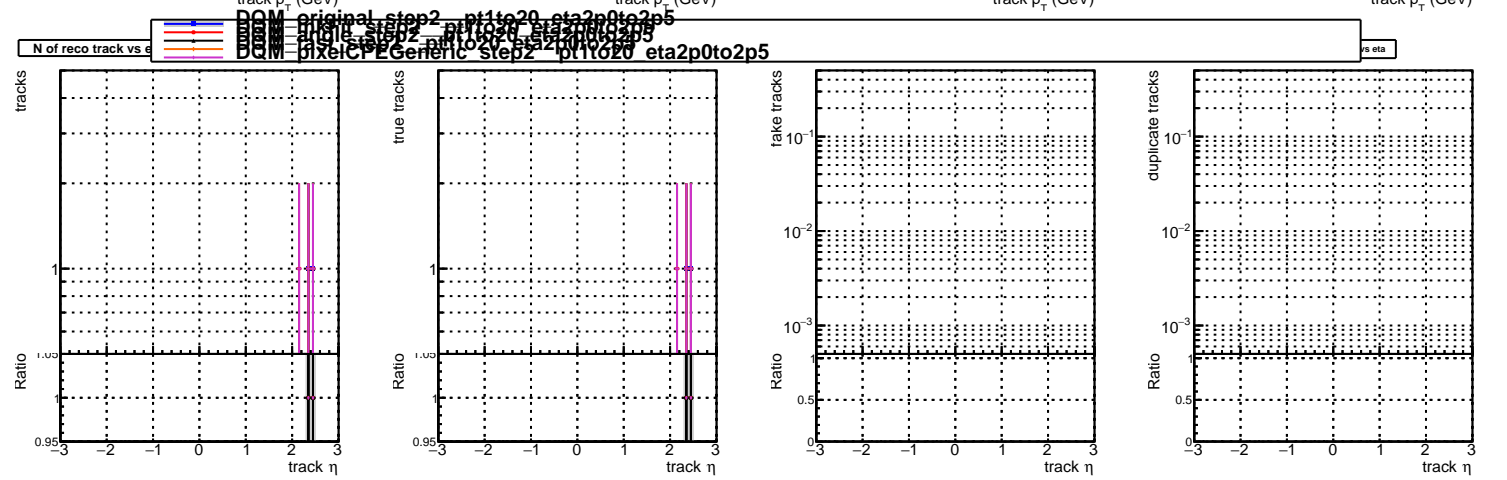 track p_T (GeV) track p_T (GeV) track p_T (GeV) track p_T (GeV)
DQM_original_step2__pt1to20_eta2p0to2p5
DQM_pixelCPEGeneric_step2__pt1to20_eta2p0to2p5
N of reco track vs e
vs eta
tracks
1
Ratio
1.05
1
0.95
−3 −2 −1 0 1 2 3
track η
true tracks
1
Ratio
1.05
1
0.95
−3 −2 −1 0 1 2 3
track η
fake tracks
10⁻¹
10⁻²
10⁻³
Ratio
1
0.5
0
−3 −2 −1 0 1 2 3
track η
duplicate tracks
10⁻¹
10⁻²
10⁻³
Ratio
1
0.5
0
−3 −2 −1 0 1 2 3
track η